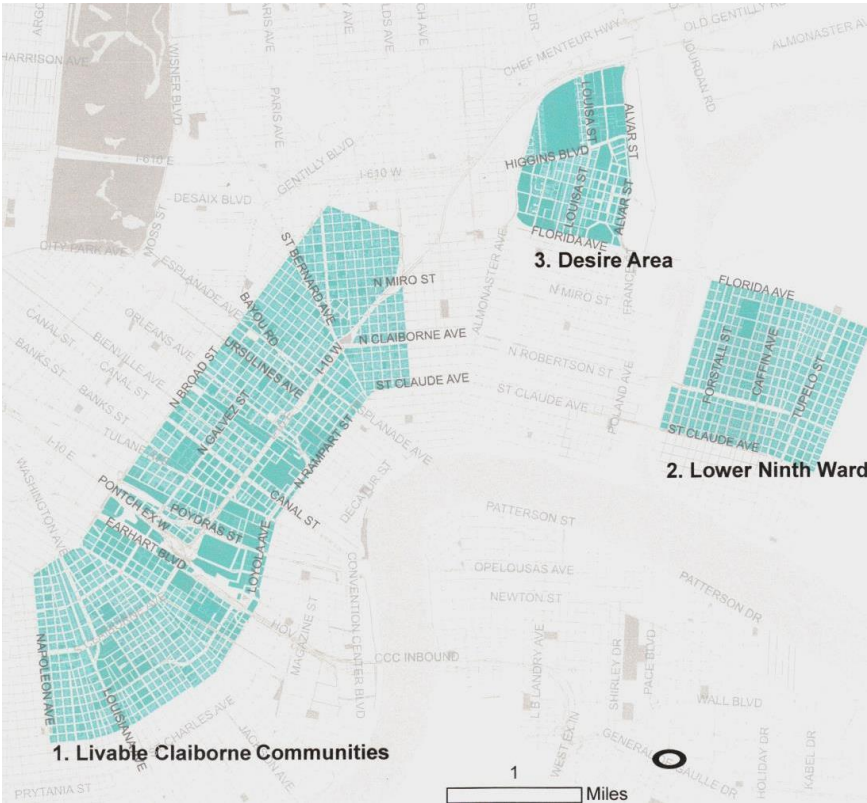 HARRISON AVE
WISNER BLVD
PARIS AVE
PARIS AVE
CHEF MENTEUR HWY
OLD GENTILLY
ALMONASTER
JOURDAN RD
I-610 E
GENTILLY BLVD
I-610 W
DESAIX BLVD
MOSS ST
CITY PARK AVE
LOUISA ST
ALVAR ST
HIGGINS BLVD
LOUISA ST
ALVAR ST
FLORIDA AVE
3. Desire Area
ST BERNARD AVE
N MIRO ST
ESPLANADE AVE
BAYOU RD
ORLEANS AVE
CANAL ST
BIENVILLE AVE
BANKS ST
CANAL ST
BANKS ST
URSULINES AVE
N BROAD ST
I-10 W
N CLAIBORNE AVE
ST CLAUDE AVE
ALMONASTER AVE
N MIRO ST
N ROBERTSON ST
ST CLAUDE AVE
POLAND AVE
FLORIDA AVE
FORSTALL ST
CAFFIN AVE
TUPELO ST
ST CLAUDE AVE
2. Lower Ninth Ward
N GALVEZ ST
N RAMPART ST
ESPLANADE AVE
TULANE
I-10 E
WASHINGTON AVE
PONTCH EX W
POYDRAS ST
CANAL ST
DECATUR ST
EARHART BLVD
LOYOLA AVE
PATTERSON ST
OPELOUSAS AVE
NEWTON ST
PATTERSON DR
CONVENTION CENTER BLVD
MAGAZINE ST
HOV
CCC INBOUND
L B LANDRY AVE
SHIRLEY DR
PACE BLVD
WALL BLVD
NAPOLEON AVE
LOUISIANA AVE
ST CHARLES AVE
JACKSON AVE
WEST EX IN
GENERAL DE GAULLE DR
HOLIDAY DR
KABEL DR
1. Livable Claiborne Communities
PRYTANIA ST
1
Miles